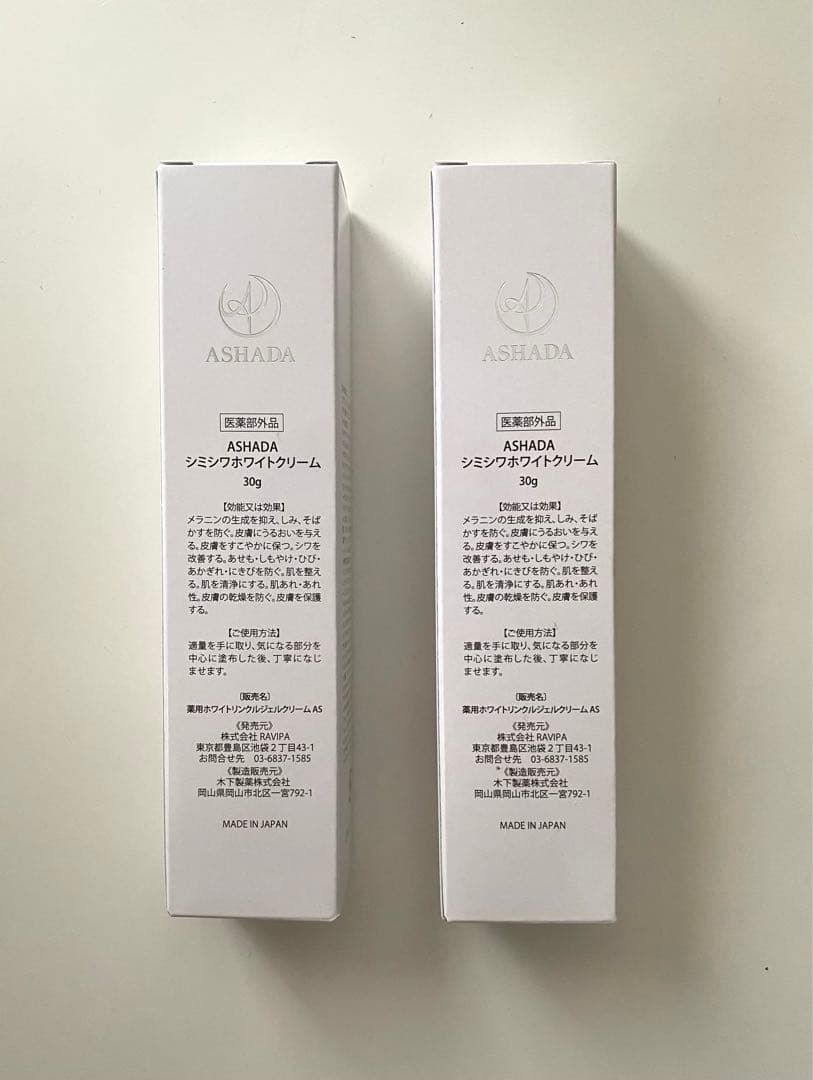 ASHADA
医薬部外品
ASHADA
シミシワホワイトクリーム
30g
【効能又は効果】
メラニンの生成を抑え、しみ、そば
かすを防ぐ。皮膚にうるおいを与え
る。皮膚をすこやかに保つ。シワを
改善する。あせも・しもやけ・ひび・
あかぎれ・にきびを防ぐ。肌を整え
る。肌を清浄にする。肌あれ・あれ
性。皮膚の乾燥を防ぐ。皮膚を保護
する。
【ご使用方法】
適量を手に取り、気になる部分を
中心に塗布した後、丁寧になじ
ませます。
〔販売名〕
薬用ホワイトリンクルジェルクリーム AS
《発売元》
株式会社 RAVIPA
東京都豊島区池袋２丁目43-1
お問合せ先　03-6837-1585
《製造販売元》
木下製薬株式会社
岡山県岡山市北区一宮792-1
MADE IN JAPAN
ASHADA
医薬部外品
ASHADA
シミシワホワイトクリーム
30g
【効能又は効果】
メラニンの生成を抑え、しみ、そば
かすを防ぐ。皮膚にうるおいを与え
る。皮膚をすこやかに保つ。シワを
改善する。あせも・しもやけ・ひび・
あかぎれ・にきびを防ぐ。肌を整え
る。肌を清浄にする。肌あれ・あれ
性。皮膚の乾燥を防ぐ。皮膚を保護
する。
【ご使用方法】
適量を手に取り、気になる部分を
中心に塗布した後、丁寧になじ
ませます。
〔販売名〕
薬用ホワイトリンクルジェルクリーム AS
《発売元》
株式会社 RAVIPA
東京都豊島区池袋２丁目43-1
お問合せ先　03-6837-1585
《製造販売元》
木下製薬株式会社
岡山県岡山市北区一宮792-1
MADE IN JAPAN